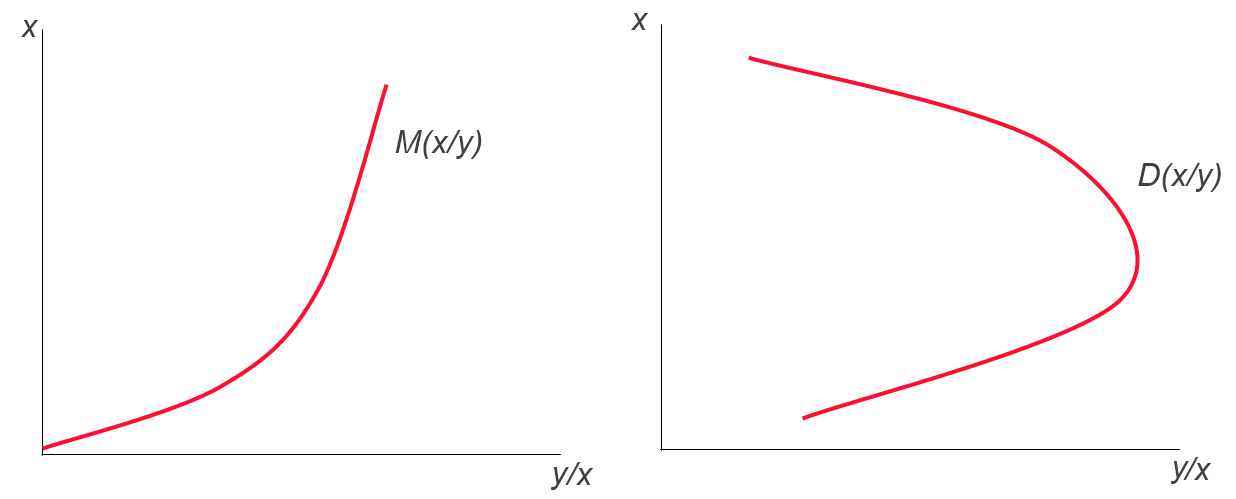 x
M(x/y)
y/x
x
D(x/y)
y/x